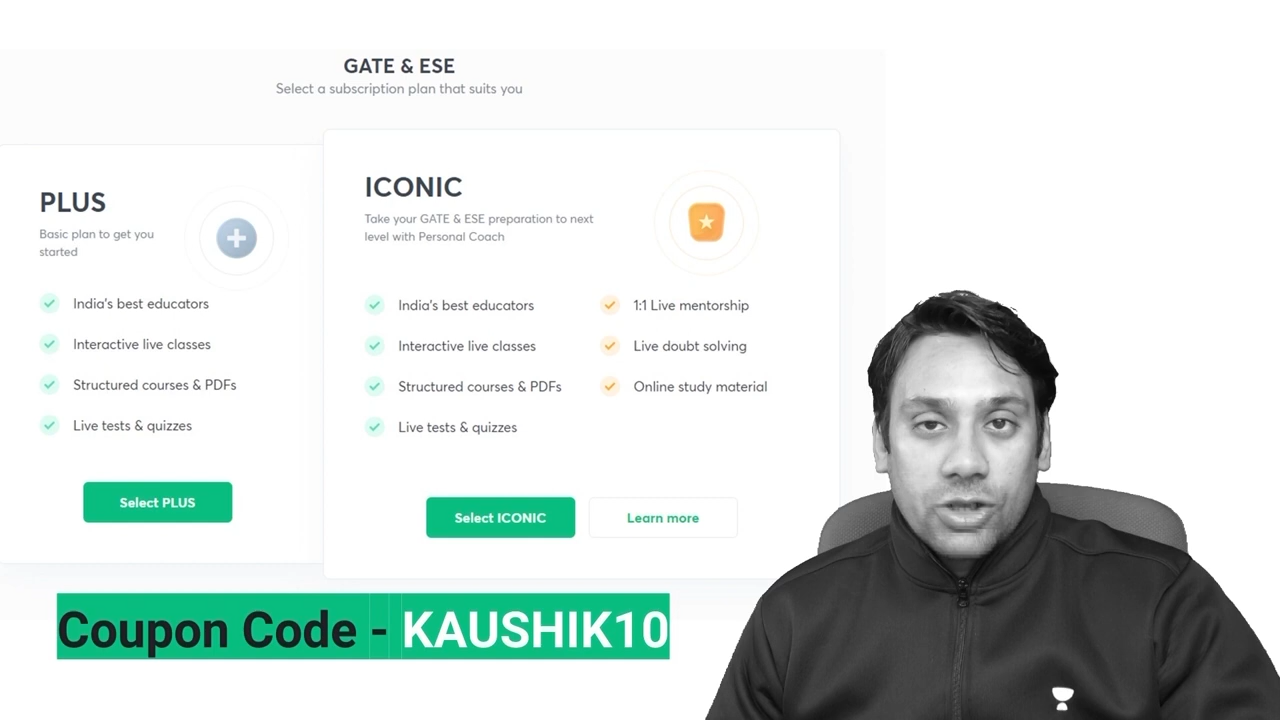 GATE & ESE
Select a subscription plan that suits you
PLUS
Basic plan to get you
started
India's best educators
Interactive live classes
Structured courses & PDFs
Live tests & quizzes
Select PLUS
ICONIC
Take your GATE & ESE preparation to next
level with Personal Coach
India's best educators
Interactive live classes
Structured courses & PDFs
Live tests & quizzes
1:1 Live mentorship
Live doubt solving
Online study material
Select ICONIC
Learn more
Coupon Code - KAUSHIK10